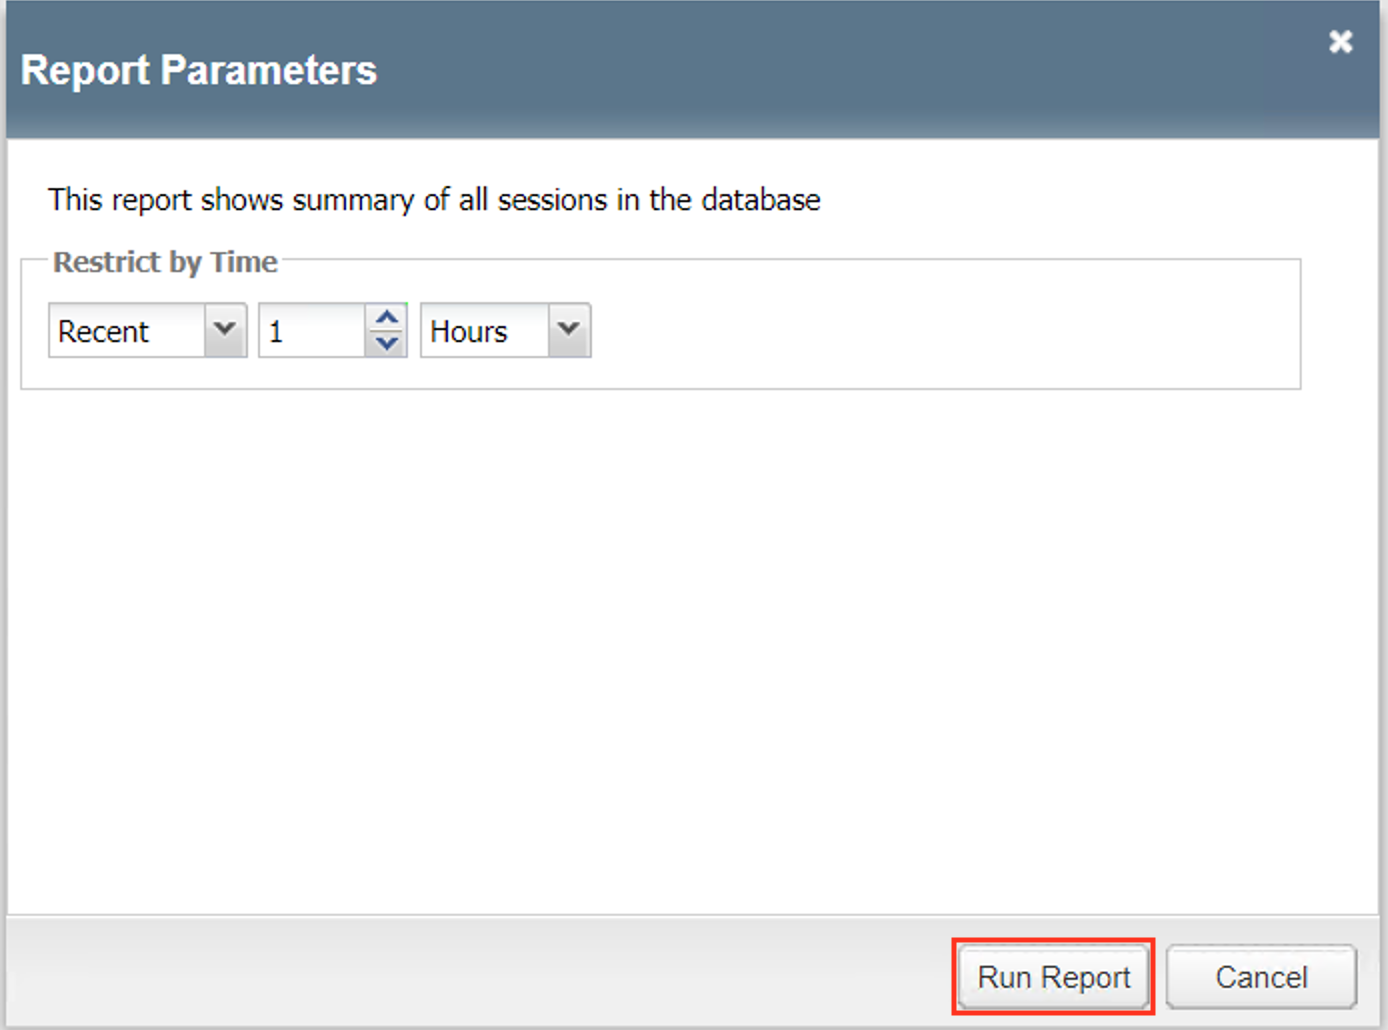 Report Parameters
This report shows summary of all sessions in the database
Restrict by Time
Recent 1 Hours
Run Report Cancel